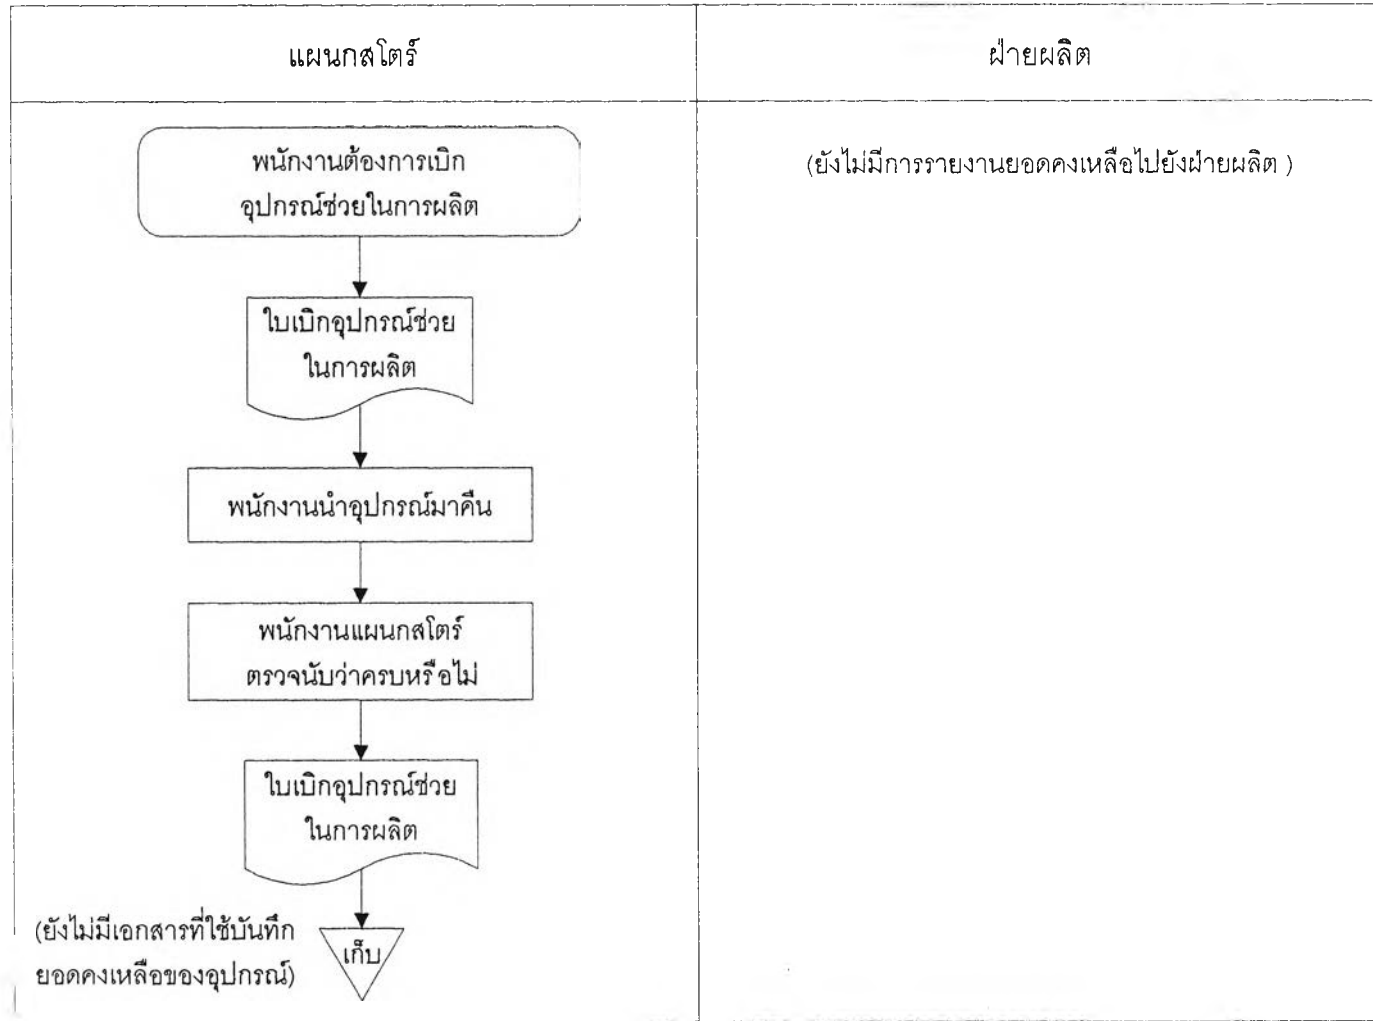 แผนกสโตร์
ฝ่ายผลิต
พนักงานต้องการเบิก
อุปกรณ์ช่วยในการผลิต
(ยังไม่มีการรายงานยอดคงเหลือไปยังฝ่ายผลิต )
ใบเบิกอุปกรณ์ช่วย
ในการผลิต
พนักงานนำอุปกรณ์มาคืน
พนักงานแผนกสโตร์
ตรวจนับว่าครบหรือไม่
ใบเบิกอุปกรณ์ช่วย
ในการผลิต
(ยังไม่มีเอกสารที่ใช้บันทึก
ยอดคงเหลือของอุปกรณ์)
เก็บ